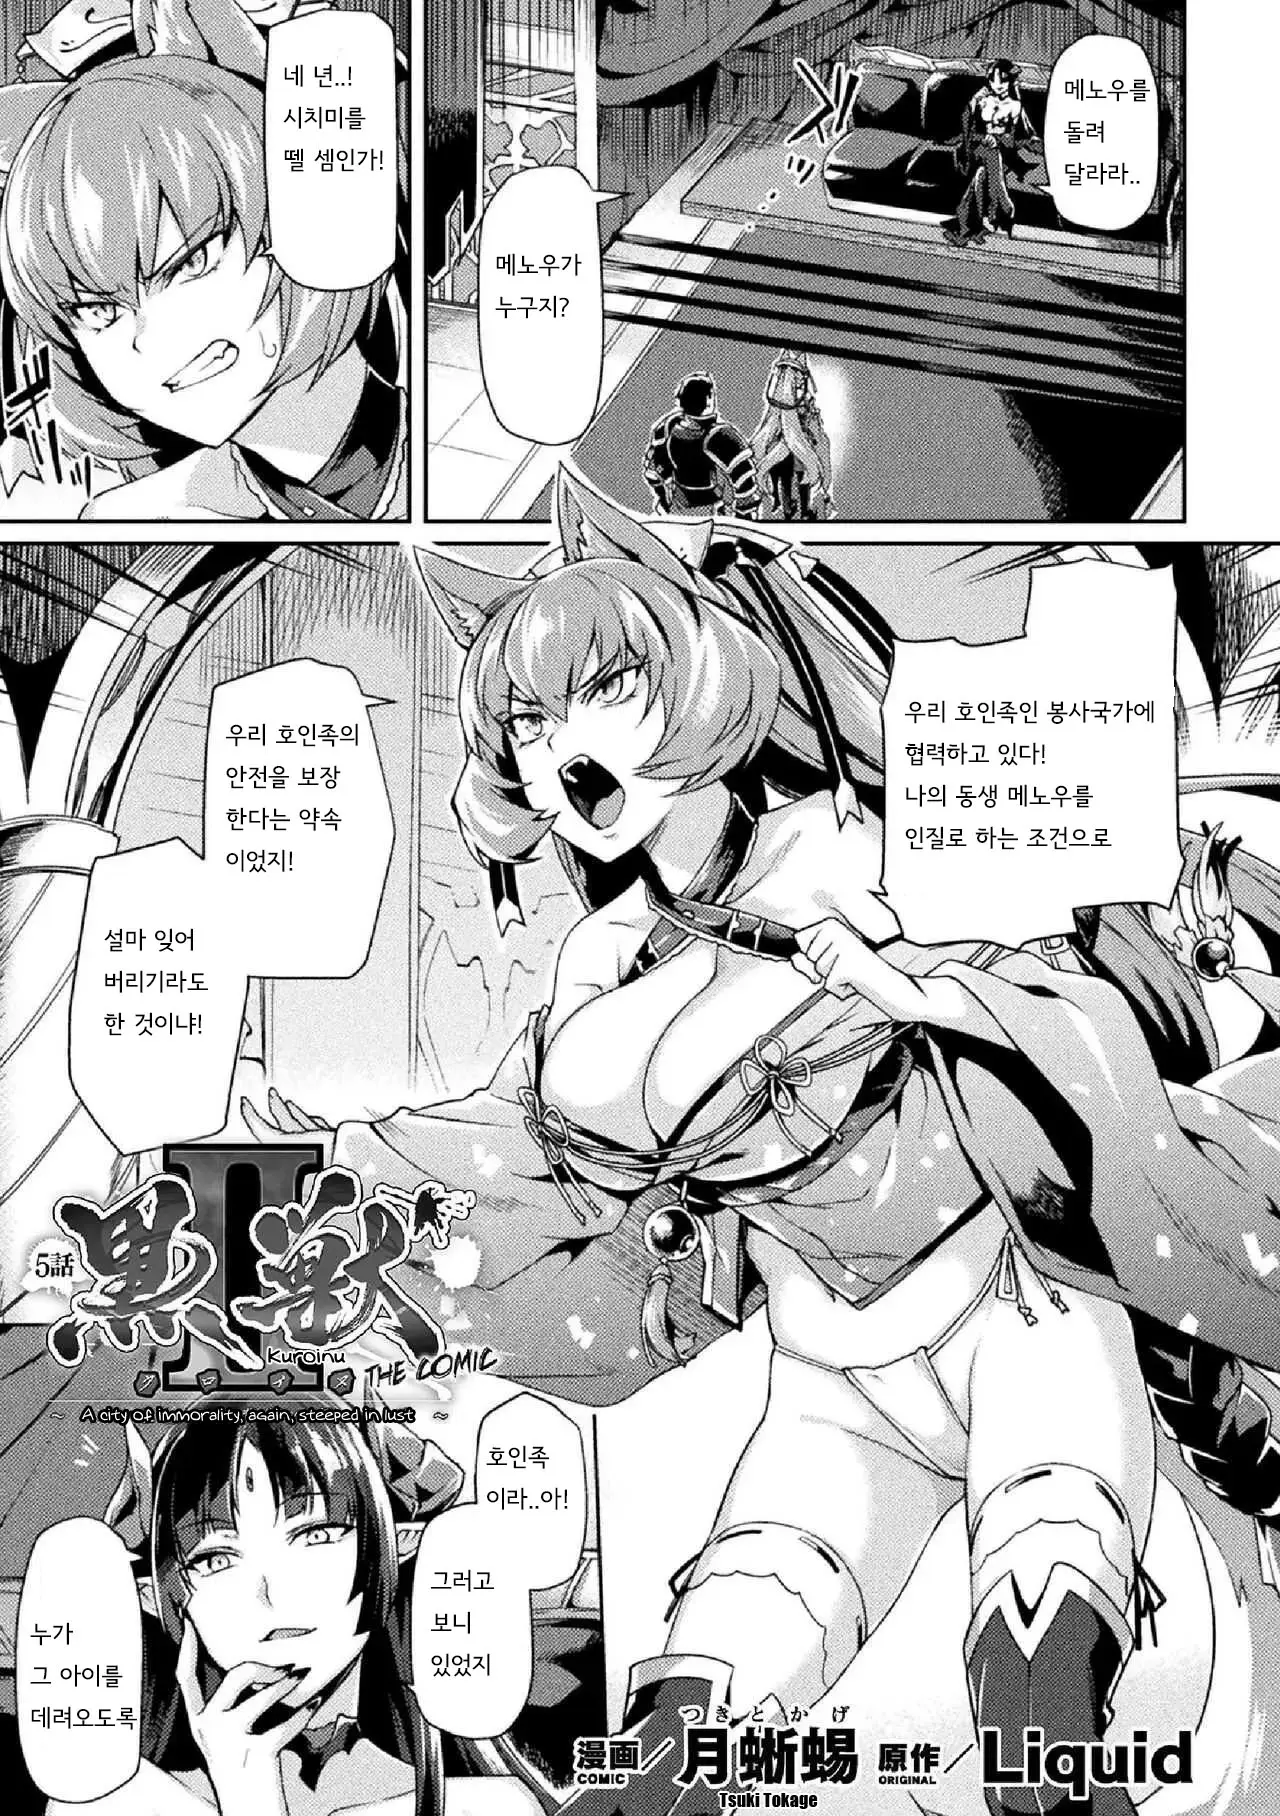 메노우를
돌려
달라라..
메노우가
누구지?
네 년..!
시치미를
뗄 셈인가!
우리 호인족인 봉사국가에
협력하고 있다!
나의 동생 메노우를
인질로 하는 조건으로
우리 호인족의
안전을 보장
한다는 약속
이었지!
설마 잊어
버리기라도
한 것이냐!
5話
黒獣
II
Kuroinu
クロイヌ
THE COMIC
~ A city of immorality, again, steeped in lust ~
호인족
이라..아!
그러고
보니
있었지
누가
그 아이를
데려오도록
つきとかげ
漫画／月蜥蜴 原作／Liquid
COMIC
ORIGINAL
Tsuki Tokage